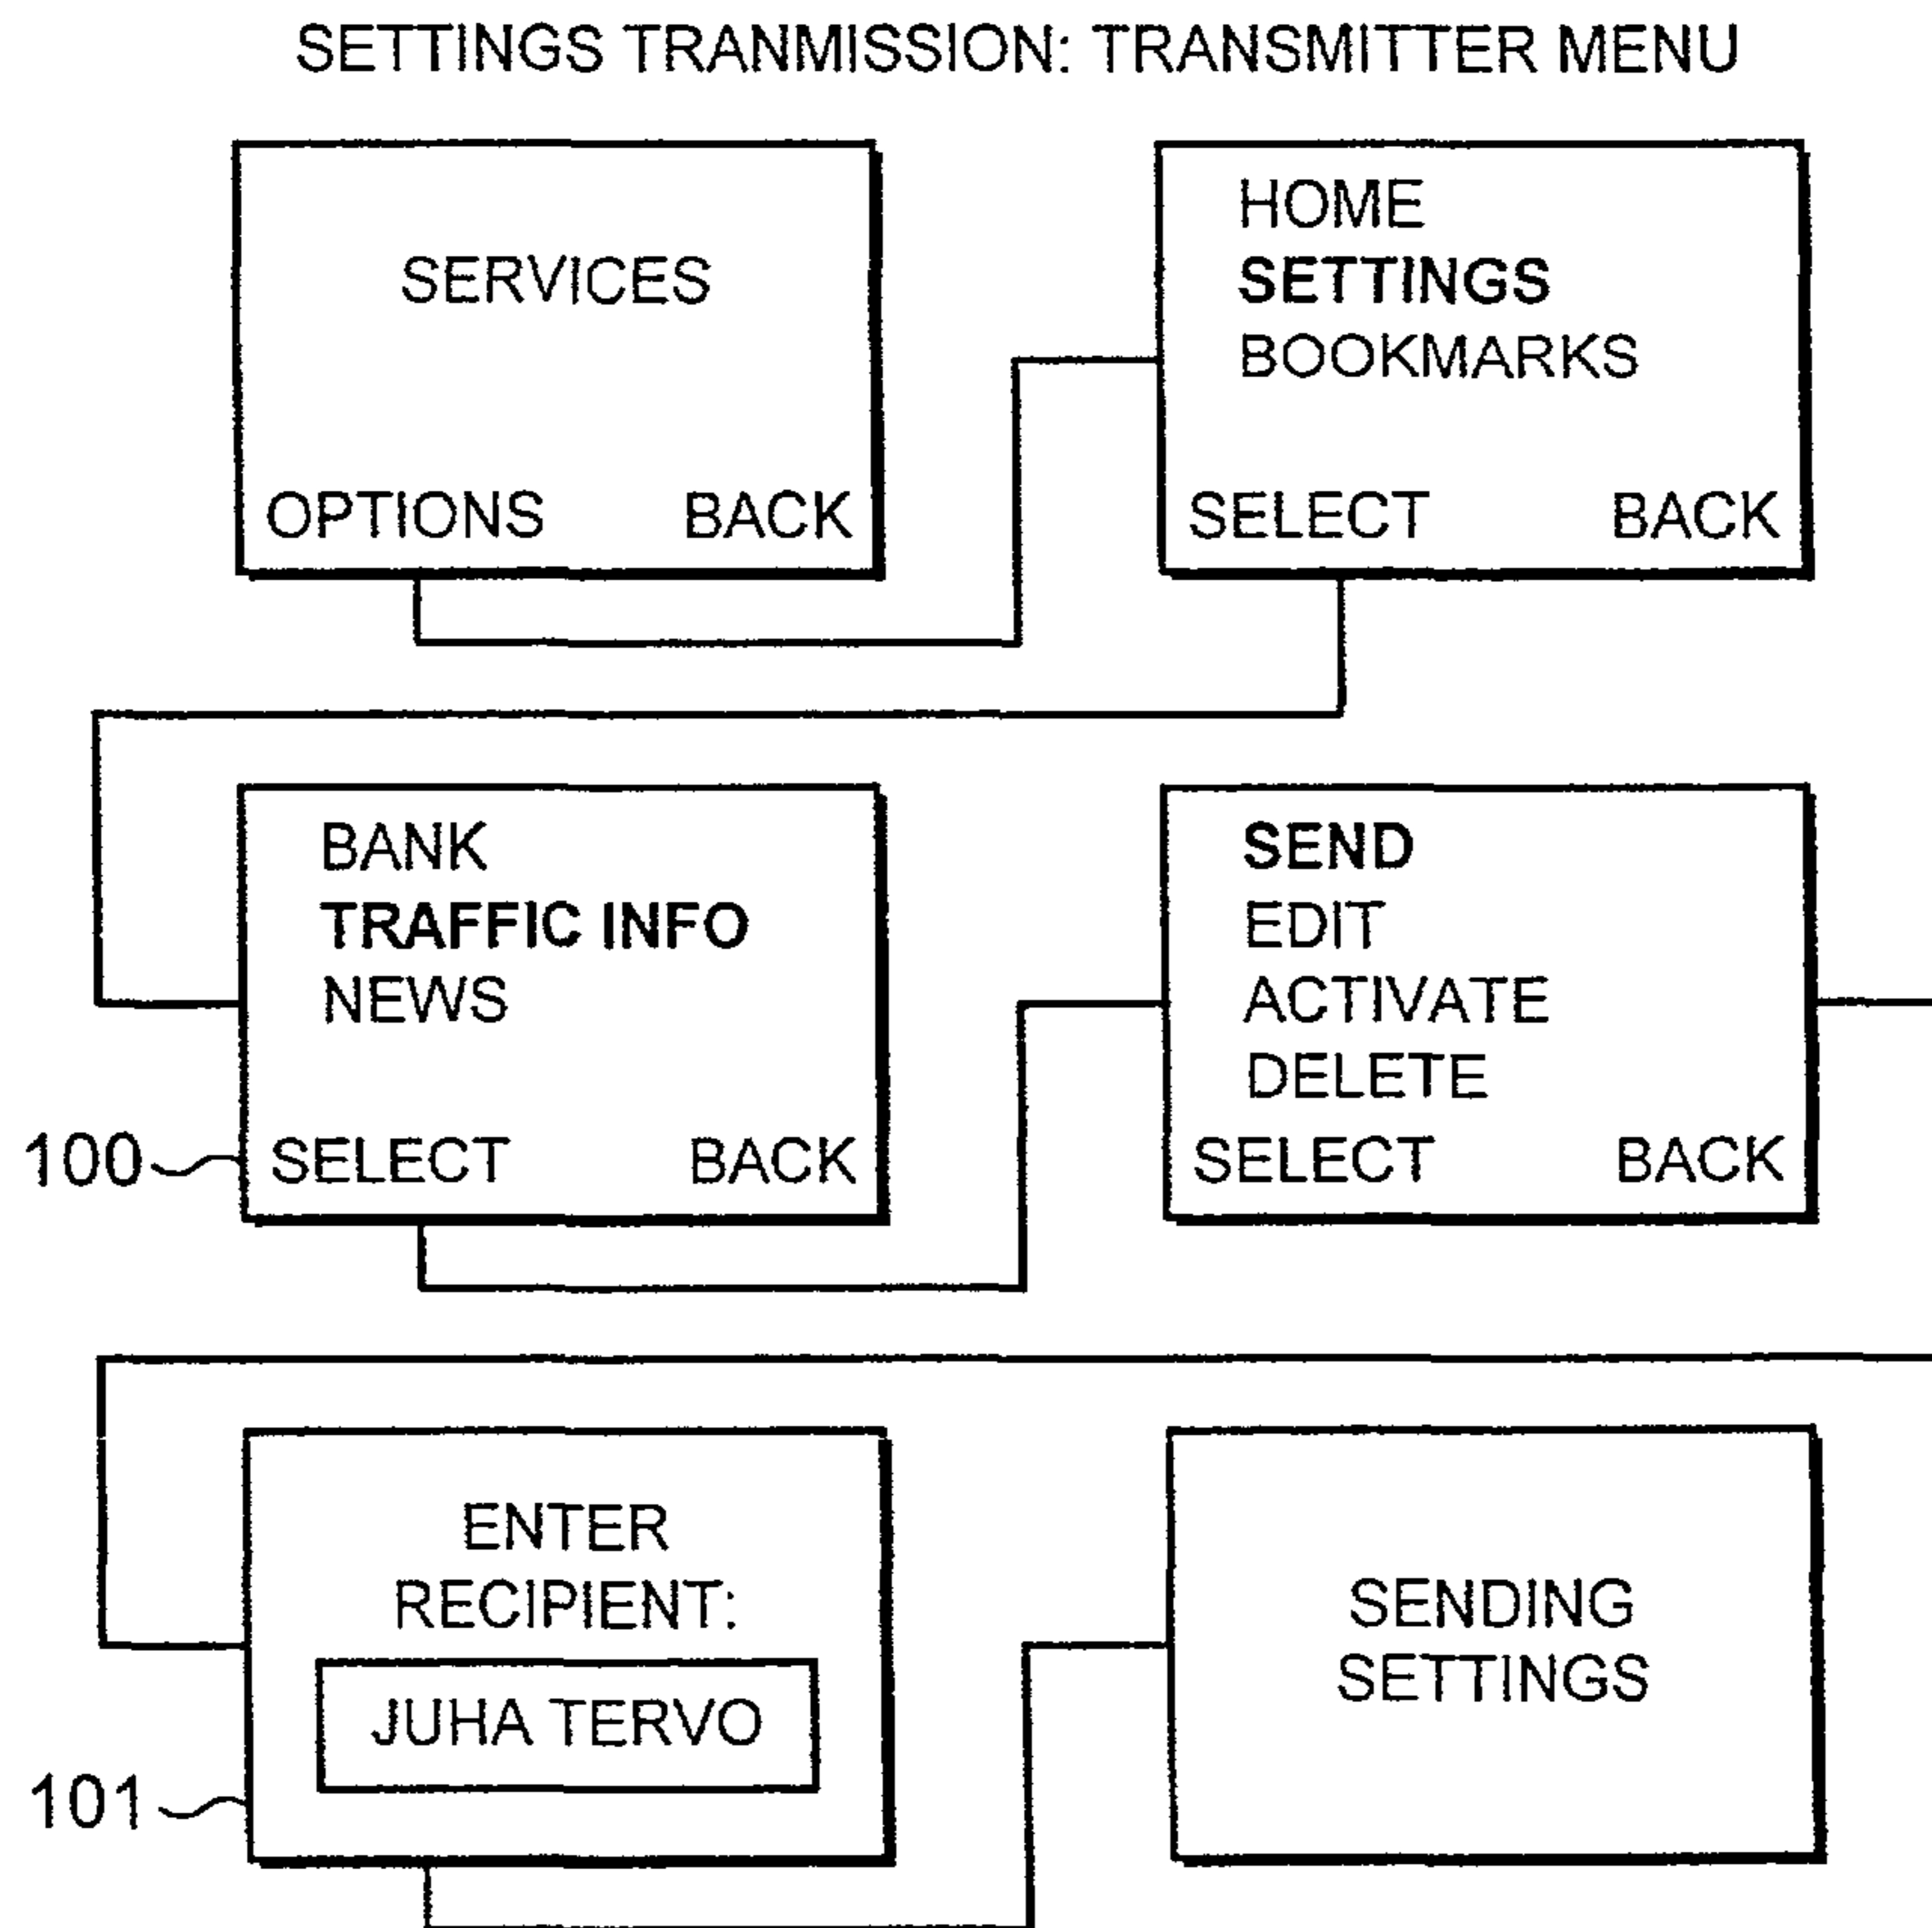 SETTINGS TRANMISSION: TRANSMITTER MENU
SERVICES
OPTIONS BACK
HOME
SETTINGS
BOOKMARKS
SELECT BACK
BANK
TRAFFIC INFO
NEWS
100 SELECT BACK
SEND
EDIT
ACTIVATE
DELETE
SELECT BACK
ENTER
RECIPIENT:
JUHA TERVO
101
SENDING
SETTINGS